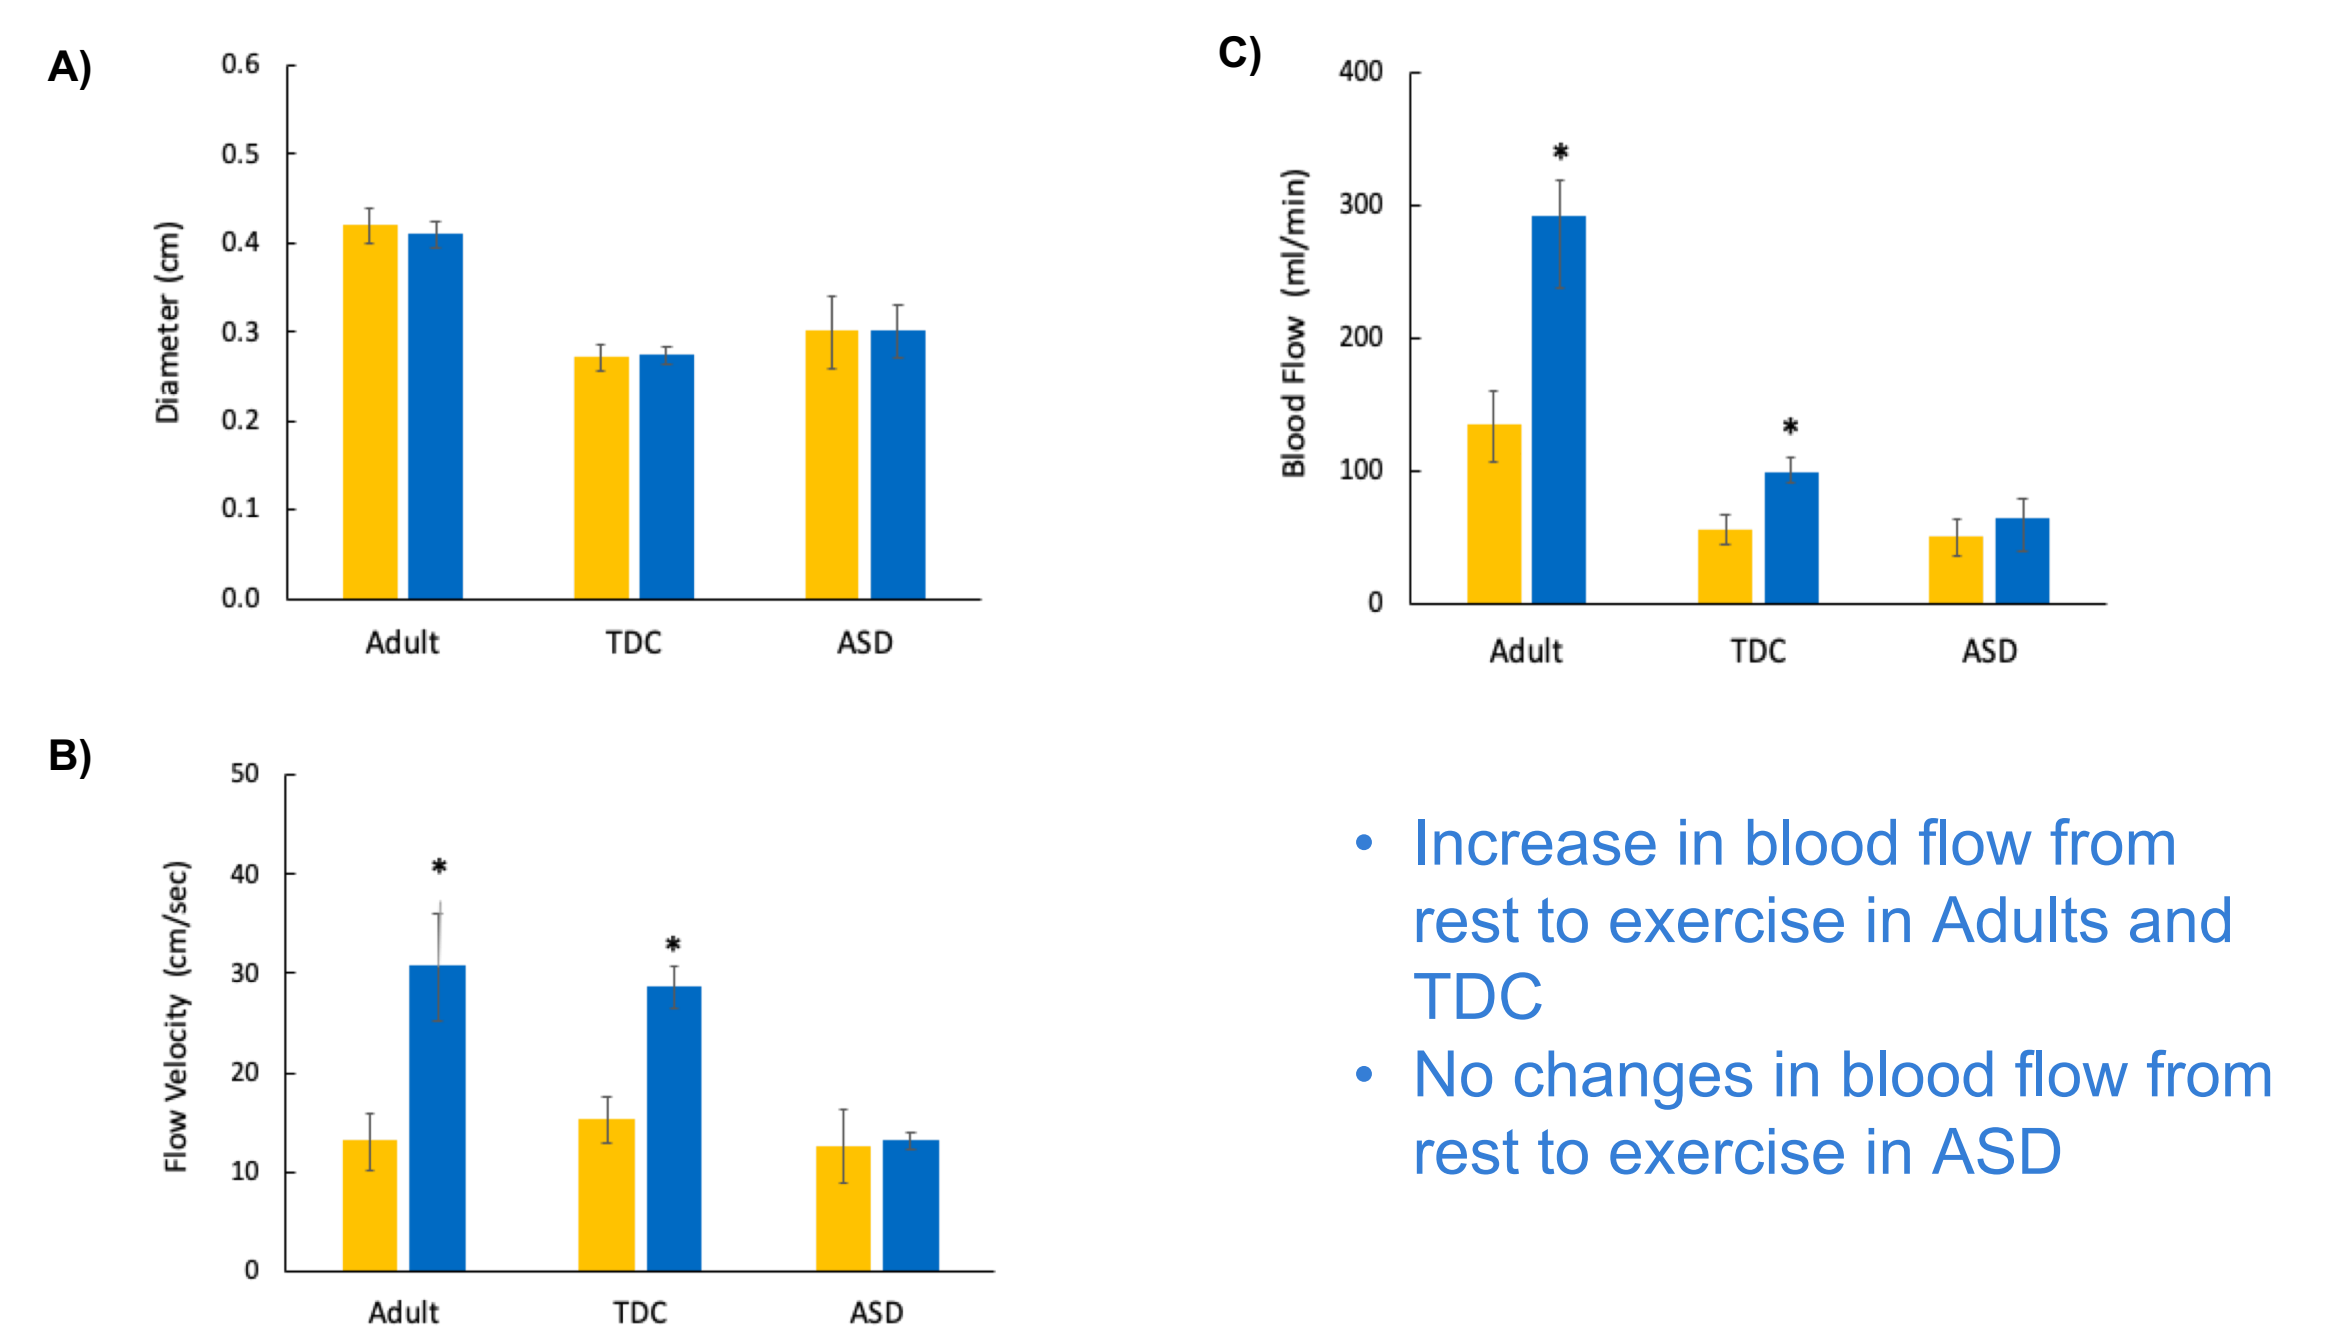 A)
0.6
0.5
0.4
0.3
0.2
0.1
0.0
Diameter (cm)
Adult TDC ASD
B)
50
40
30
20
10
0
Flow Velocity (cm/sec)
*
*
Adult TDC ASD
C)
400
300
200
100
0
Blood Flow (ml/min)
*
*
Adult TDC ASD
• Increase in blood flow from
rest to exercise in Adults and
TDC
• No changes in blood flow from
rest to exercise in ASD